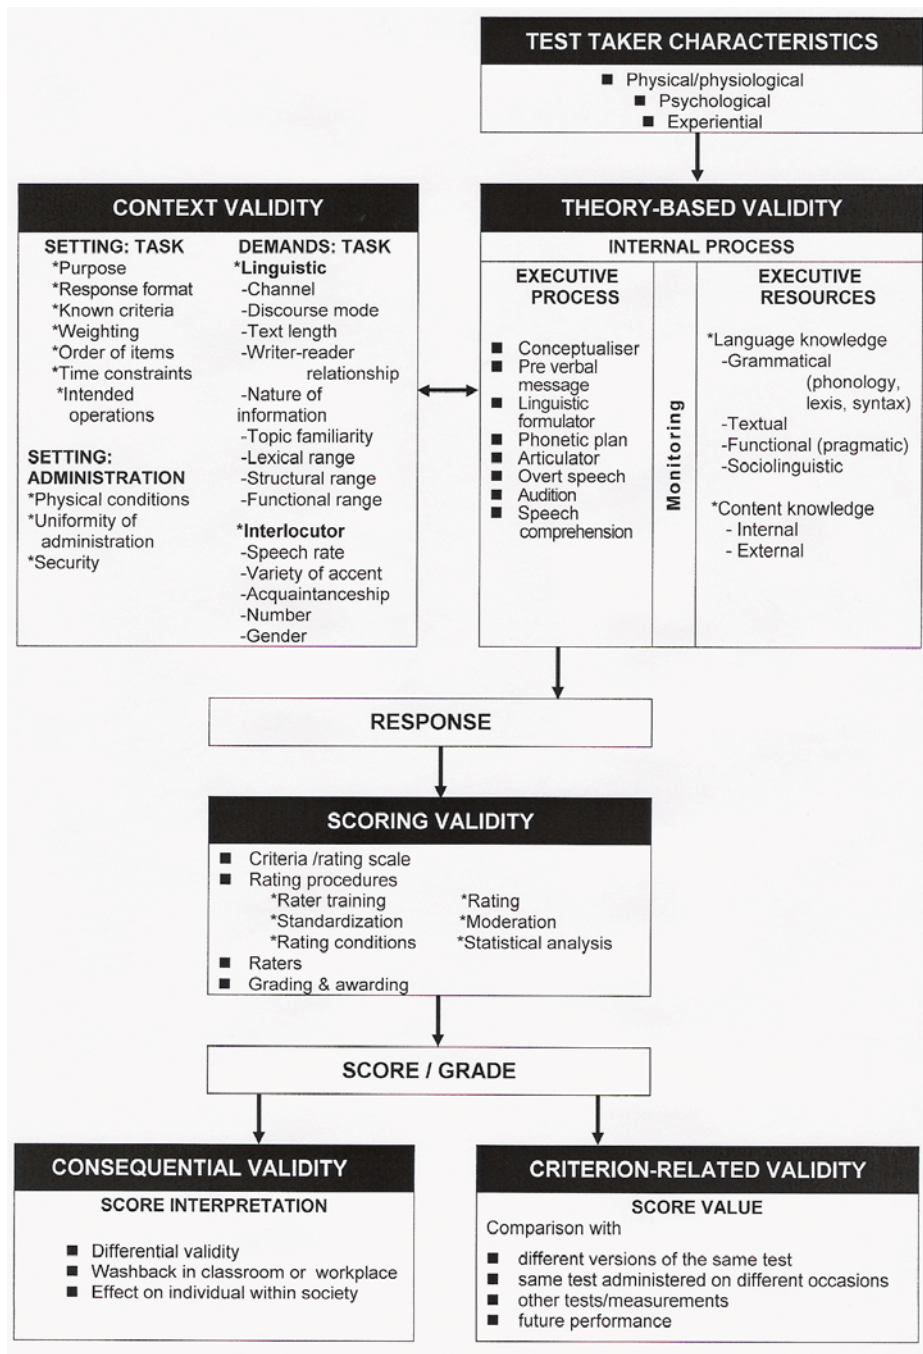 TEST TAKER CHARACTERISTICS
■ Physical/physiological
■ Psychological
■ Experiential
CONTEXT VALIDITY
SETTING: TASK
*Purpose
*Response format
*Known criteria
*Weighting
*Order of items
*Time constraints
*Intended
operations
SETTING:
ADMINISTRATION
*Physical conditions
*Uniformity of
administration
*Security
DEMANDS: TASK
*Linguistic
-Channel
-Discourse mode
-Text length
-Writer-reader
relationship
-Nature of
information
-Topic familiarity
-Lexical range
-Structural range
-Functional range
*Interlocutor
-Speech rate
-Variety of accent
-Acquaintanceship
-Number
-Gender
THEORY-BASED VALIDITY
INTERNAL PROCESS
EXECUTIVE
PROCESS
■ Conceptualiser
■ Pre verbal
message
■ Linguistic
formulator
■ Phonetic plan
■ Articulator
■ Overt speech
■ Audition
■ Speech
comprehension
Monitoring
EXECUTIVE
RESOURCES
*Language knowledge
-Grammatical
(phonology,
lexis, syntax)
-Textual
-Functional (pragmatic)
-Sociolinguistic
*Content knowledge
- Internal
- External
RESPONSE
SCORING VALIDITY
■ Criteria /rating scale
■ Rating procedures
*Rater training *Rating
*Standardization *Moderation
*Rating conditions *Statistical analysis
■ Raters
■ Grading & awarding
SCORE / GRADE
CONSEQUENTIAL VALIDITY
SCORE INTERPRETATION
■ Differential validity
■ Washback in classroom or workplace
■ Effect on individual within society
CRITERION-RELATED VALIDITY
SCORE VALUE
Comparison with
■ different versions of the same test
■ same test administered on different occasions
■ other tests/measurements
■ future performance